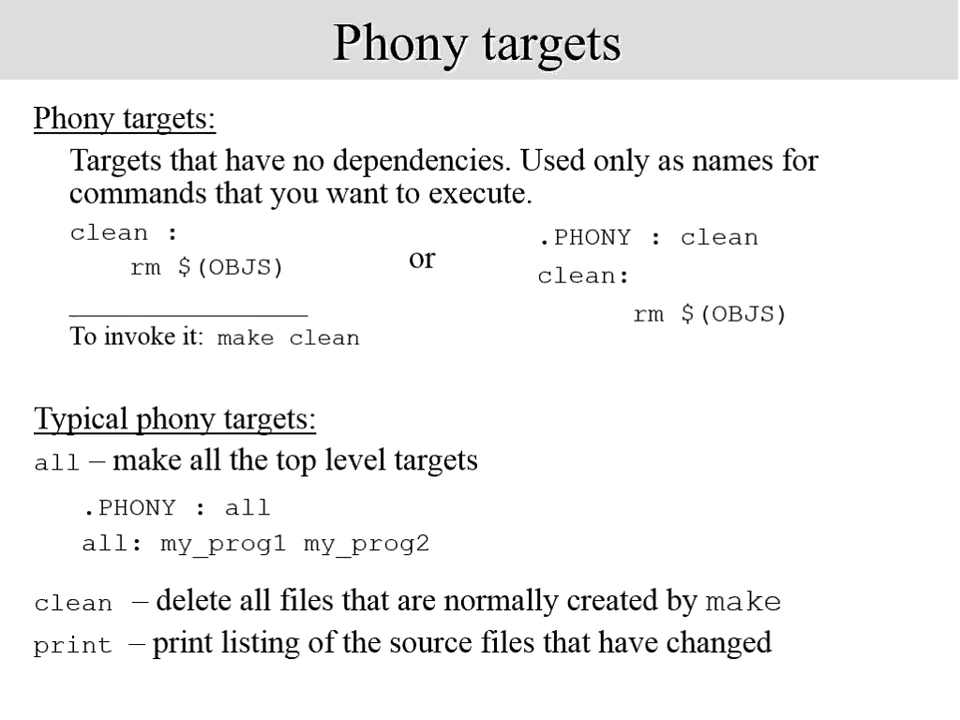 Phony targets
Phony targets:
Targets that have no dependencies. Used only as names for
commands that you want to execute.
clean :
rm $(OBJS)
or
.PHONY : clean
clean:
rm $(OBJS)
To invoke it: make clean
Typical phony targets:
all – make all the top level targets
.PHONY : all
all: my_prog1 my_prog2
clean – delete all files that are normally created by make
print – print listing of the source files that have changed